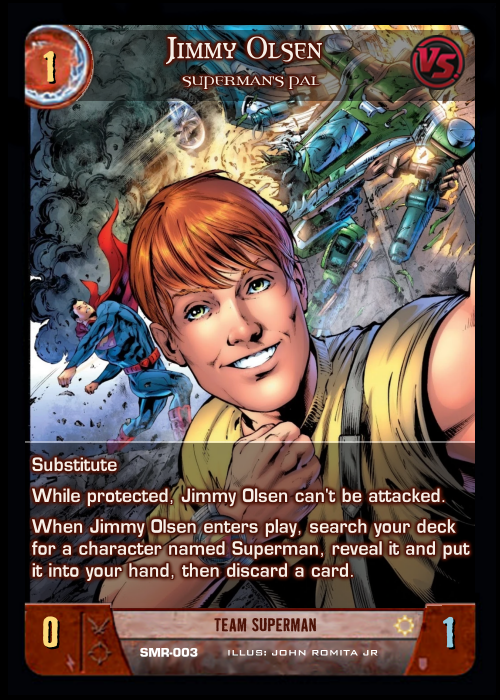 1
Jimmy Olsen
Superman's Pal
VS.
Substitute
While protected, Jimmy Olsen can't be attacked.
When Jimmy Olsen enters play, search your deck
for a character named Superman, reveal it and put
it into your hand, then discard a card.
0
TEAM SUPERMAN
1
SMR-003 ILLUS: JOHN ROMITA JR